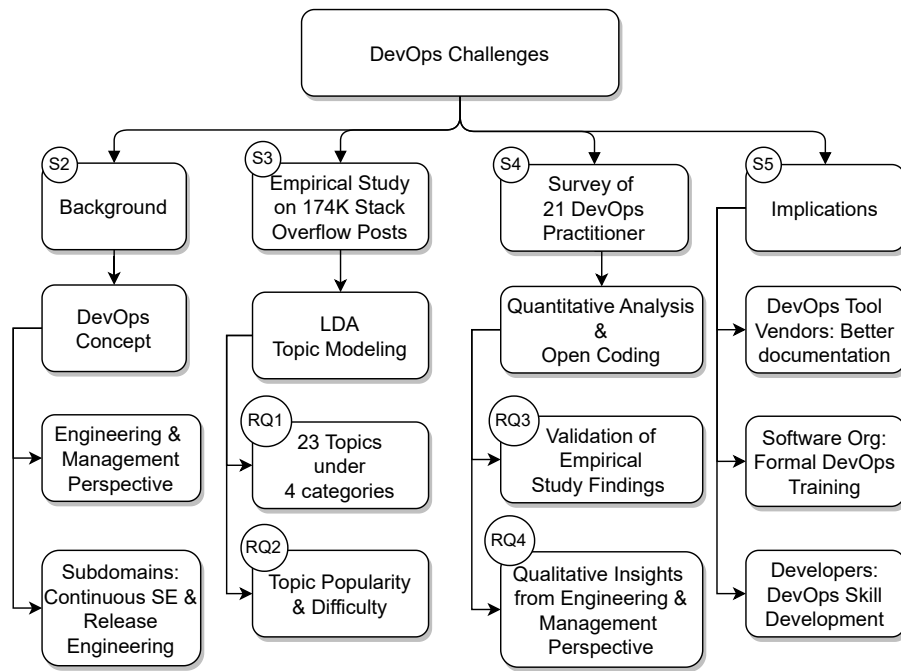 DevOps Challenges
S2
Background
DevOps
Concept
Engineering &
Management
Perspective
Subdomains:
Continuous SE &
Release
Engineering
S3
Empirical Study
on 174K Stack
Overflow Posts
LDA
Topic Modeling
RQ1
23 Topics
under
4 categories
RQ2
Topic Popularity
& Difficulty
S4
Survey of
21 DevOps
Practitioner
Quantitative Analysis
&
Open Coding
RQ3
Validation of
Empirical
Study Findings
RQ4
Qualitative Insights
from Engineering &
Management
Perspective
S5
Implications
DevOps Tool
Vendors: Better
documentation
Software Org:
Formal DevOps
Training
Developers:
DevOps Skill
Development